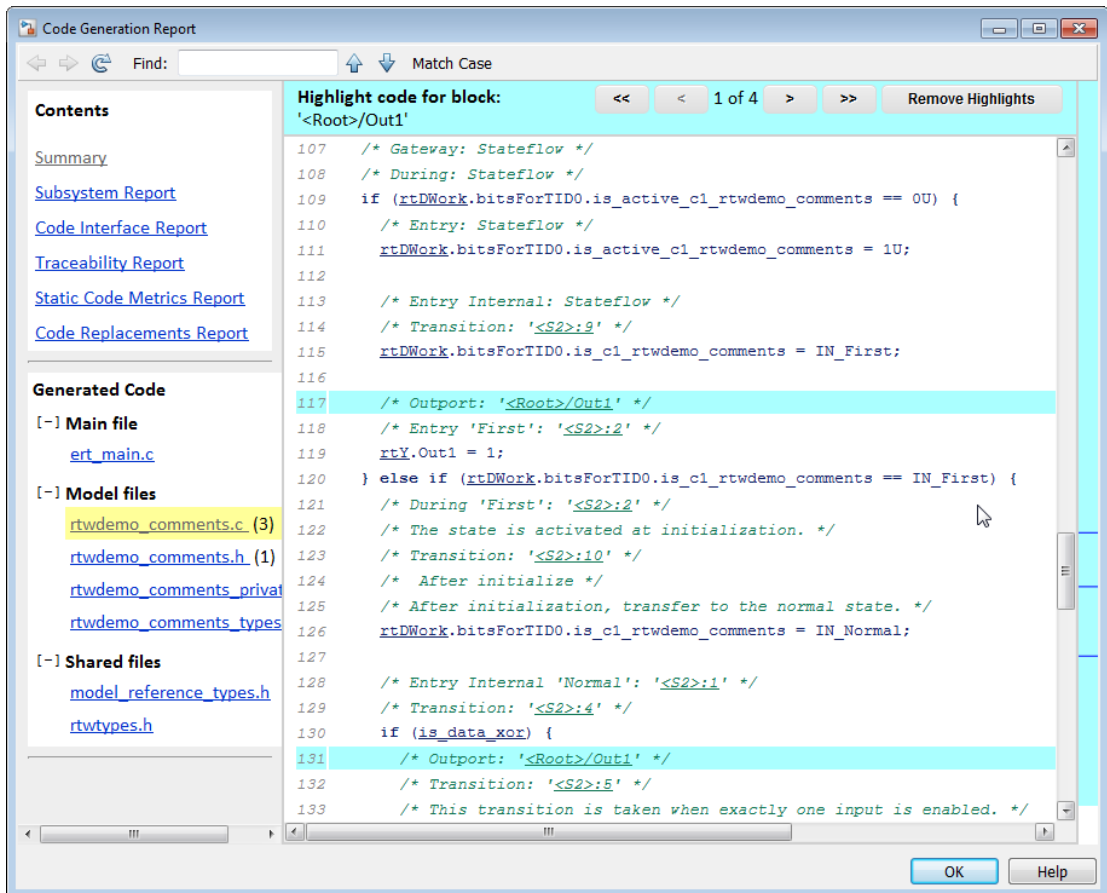 Code Generation Report
Find: Match Case
Contents
Summary
Subsystem Report
Code Interface Report
Traceability Report
Static Code Metrics Report
Code Replacements Report
Generated Code
[-] Main file
ert_main.c
[-] Model files
rtwdemo_comments.c (3)
rtwdemo_comments.h (1)
rtwdemo_comments_privat
rtwdemo_comments_types
[-] Shared files
model_reference_types.h
rtwtypes.h
Highlight code for block:
'<Root>/Out1'
<< < 1 of 4 > >> Remove Highlights
107 /* Gateway: Stateflow */
108 /* During: Stateflow */
109 if (rtDWork.bitsForTID0.is_active_c1_rtwdemo_comments == 0U) {
110 /* Entry: Stateflow */
111 rtDWork.bitsForTID0.is_active_c1_rtwdemo_comments = 1U;
112
113 /* Entry Internal: Stateflow */
114 /* Transition: '<S2>:9' */
115 rtDWork.bitsForTID0.is_c1_rtwdemo_comments = IN_First;
116
117 /* Outport: '<Root>/Out1' */
118 /* Entry 'First': '<S2>:2' */
119 rtY.Out1 = 1;
120 } else if (rtDWork.bitsForTID0.is_c1_rtwdemo_comments == IN_First) {
121 /* During 'First': '<S2>:2' */
122 /* The state is activated at initialization. */
123 /* Transition: '<S2>:10' */
124 /*  After initialize */
125 /* After initialization, transfer to the normal state. */
126 rtDWork.bitsForTID0.is_c1_rtwdemo_comments = IN_Normal;
127
128 /* Entry Internal 'Normal': '<S2>:1' */
129 /* Transition: '<S2>:4' */
130 if (is_data_xor) {
131 /* Outport: '<Root>/Out1' */
132 /* Transition: '<S2>:5' */
133 /* This transition is taken when exactly one input is enabled. */
OK
Help